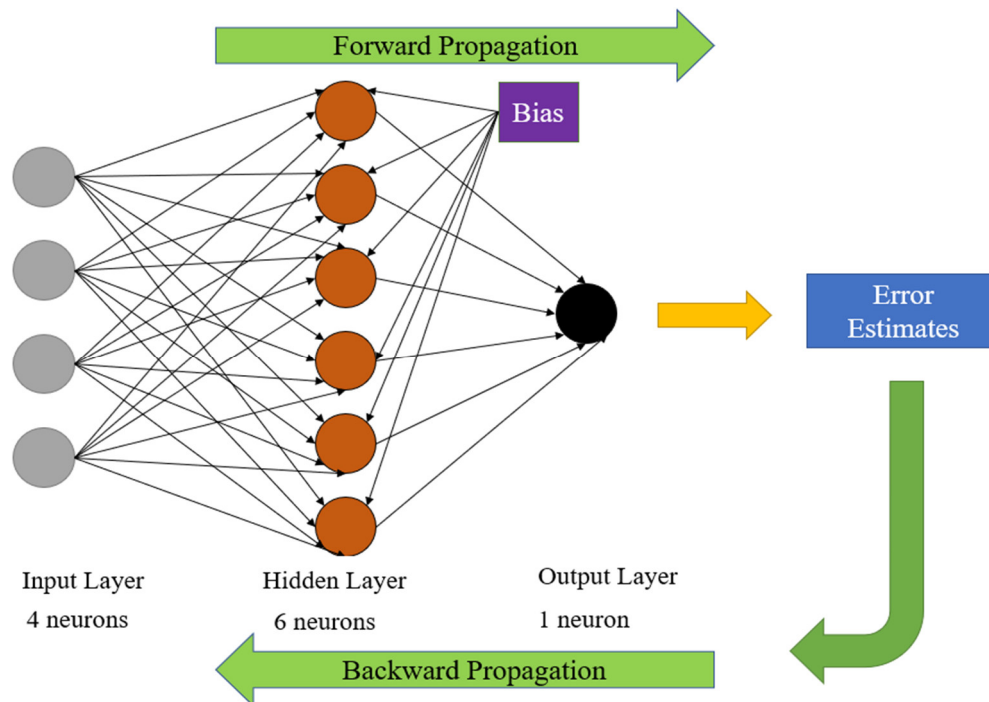 Forward Propagation
Bias
Error
Estimates
Input Layer
4 neurons
Hidden Layer
6 neurons
Output Layer
1 neuron
Backward Propagation